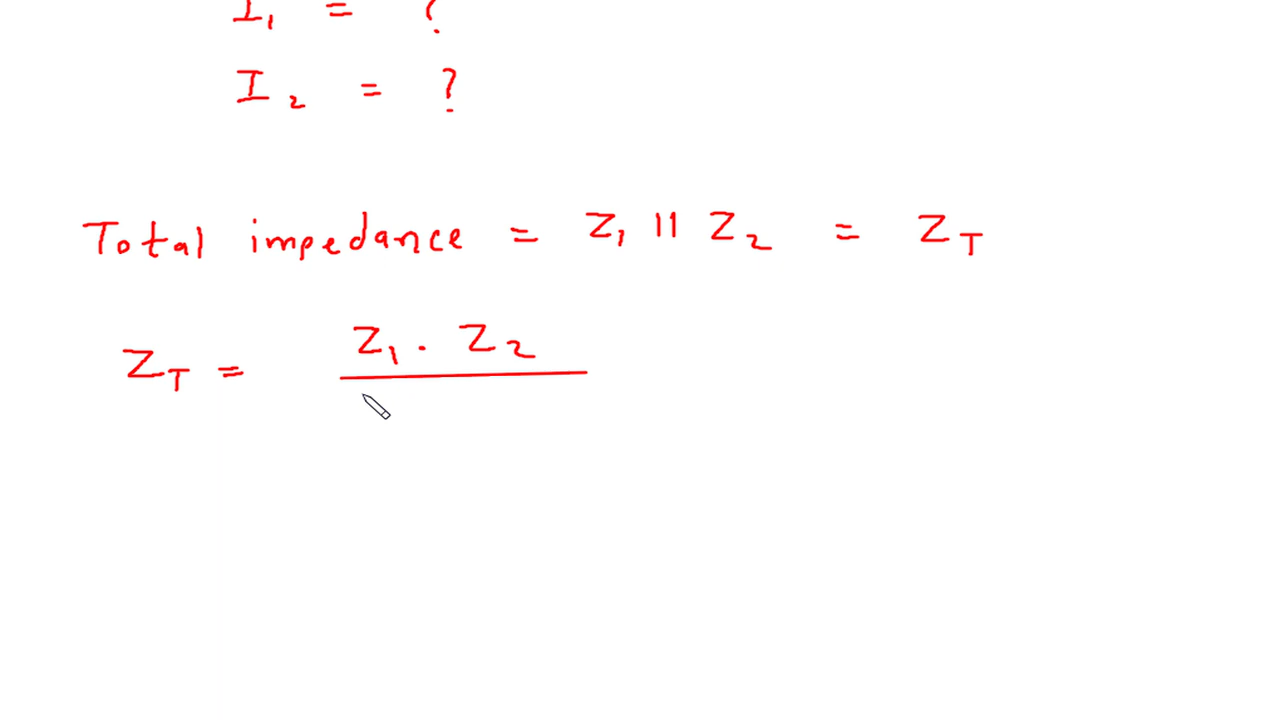 I₁ = ?
I₂ = ?
Total impedance = Z₁ || Z₂ = Z_T
Z_T = Z₁ . Z₂